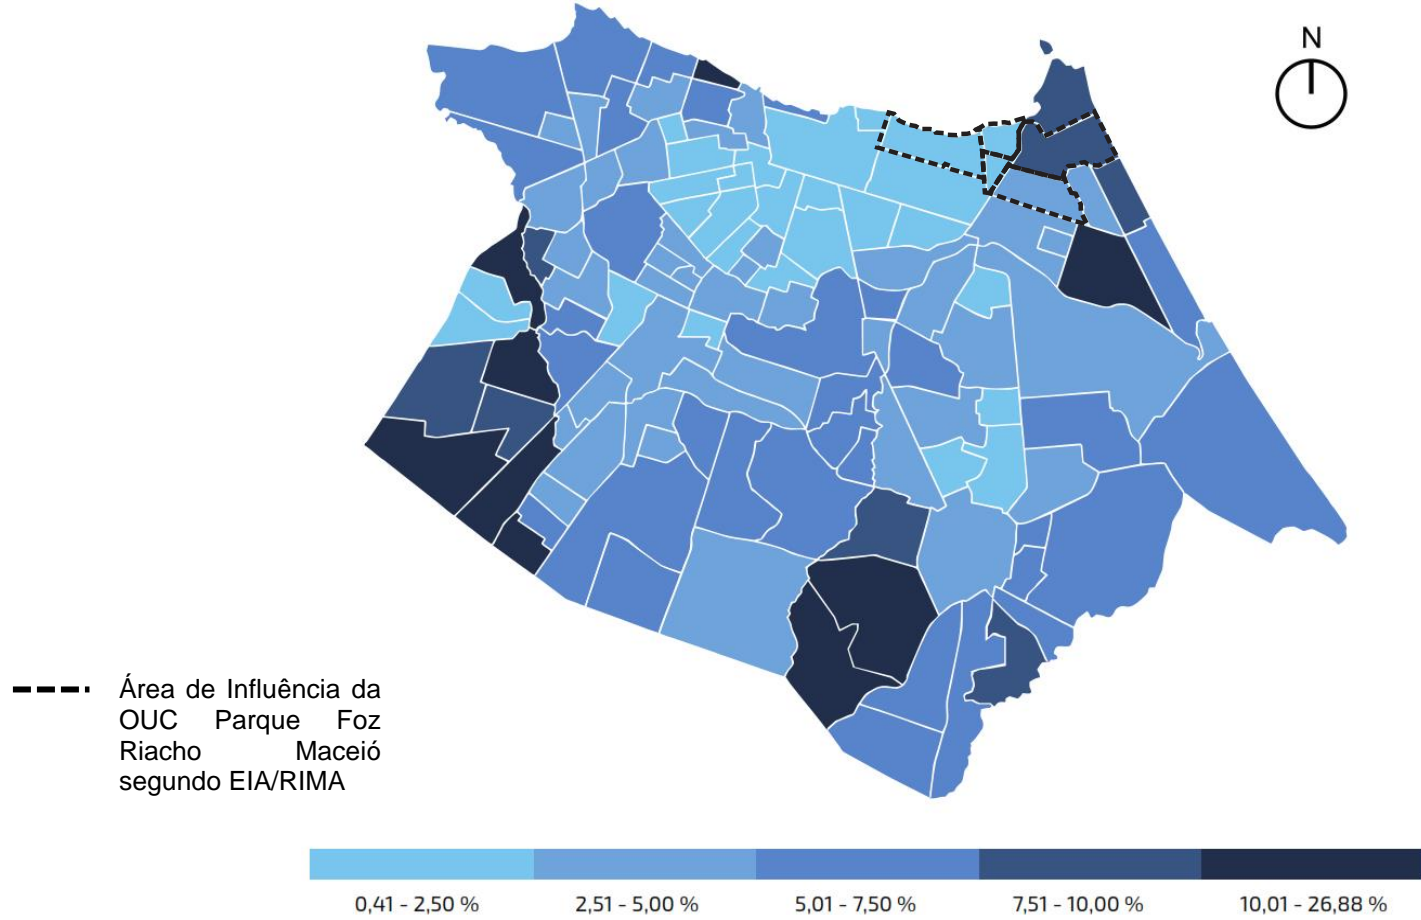 N
Área de Influência da
OUC Parque Foz
Riacho Maceió
segundo EIA/RIMA
0,41 - 2,50 %
2,51 - 5,00 %
5,01 - 7,50 %
7,51 - 10,00 %
10,01 - 26,88 %